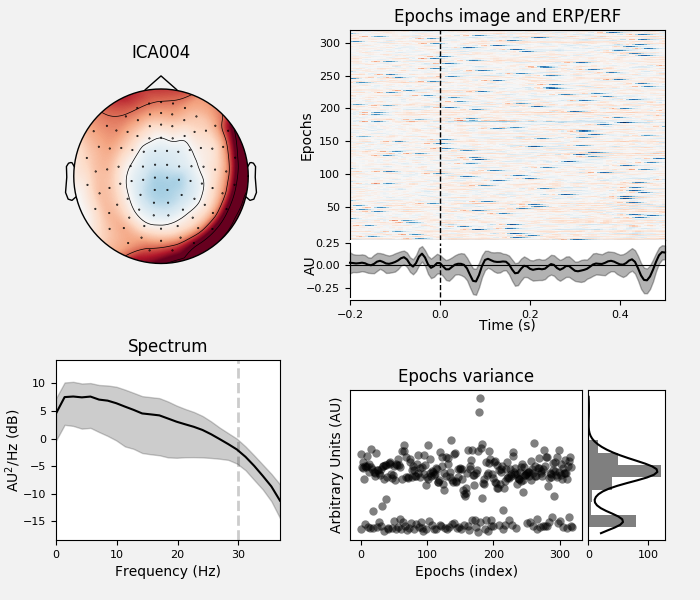 Epochs image and ERP/ERF
ICA004
300
250
200
150
100
50
Epochs
0.25
0.00
−0.25
AU
−0.2 0.0 0.2 0.4
Time (s)
Spectrum
10
5
0
−5
−10
−15
AU²/Hz (dB)
0 10 20 30
Frequency (Hz)
Epochs variance
Arbitrary Units (AU)
0 100 200 300
Epochs (index)
0 100